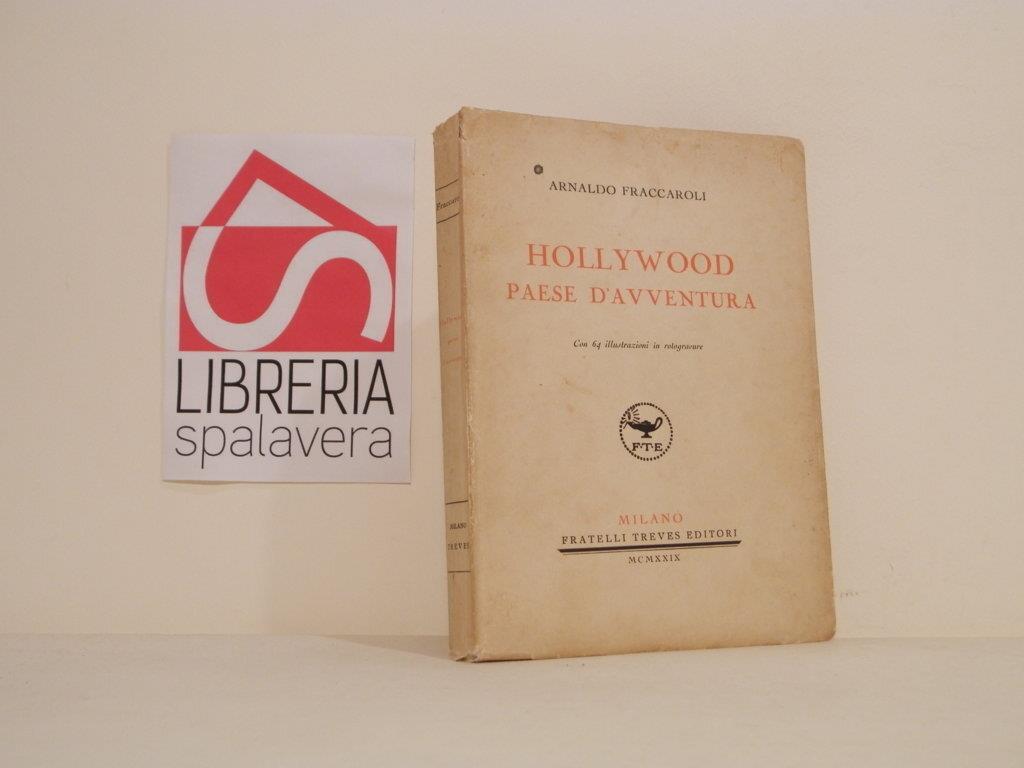 LIBRERIA
spalavera
ARNALDO FRACCAROLI
HOLLYWOOD
PAESE D'AVVENTURA
Con 64 illustrazioni in rotogravure
F·T·E
MILANO
FRATELLI TREVES EDITORI
MCMXXIX
MILANO
TREVES